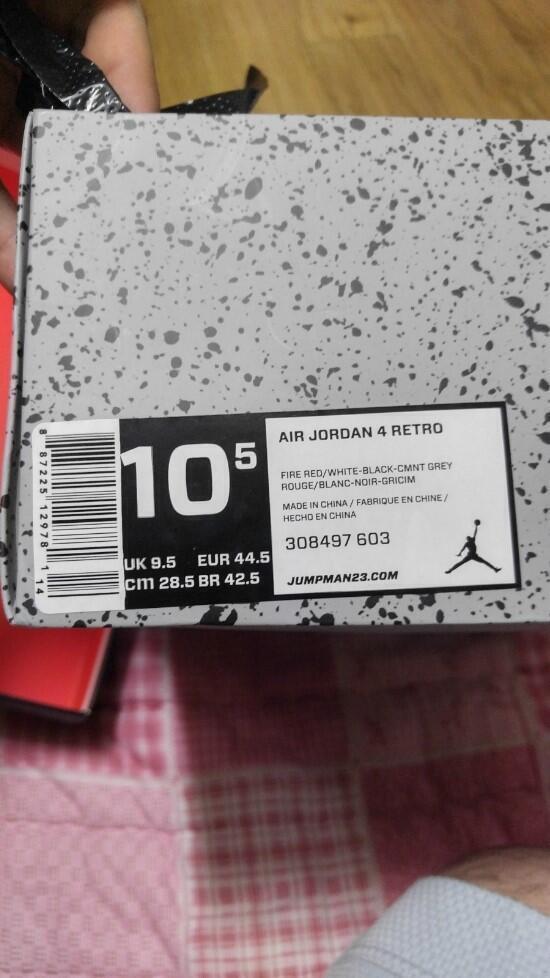 8 87225 12978 1 14
10 5
UK 9.5 EUR 44.5
cm 28.5 BR 42.5
AIR JORDAN 4 RETRO
FIRE RED/WHITE-BLACK-CMNT GREY
ROUGE/BLANC-NOIR-GRICIM
MADE IN CHINA / FABRIQUE EN CHINE /
HECHO EN CHINA
308497 603
JUMPMAN23.COM